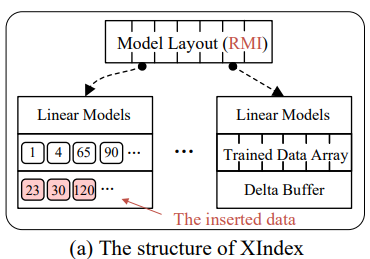 Model Layout (RMI)
Linear Models
1 4 65 90 ...
23 30 120 ...
...
Linear Models
Trained Data Array
Delta Buffer
The inserted data
(a) The structure of XIndex